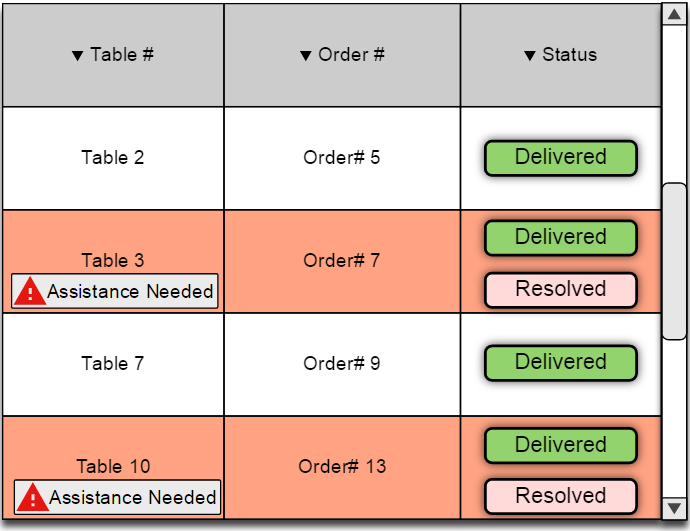 ▼ Table # ▼ Order # ▼ Status
Table 2 Order# 5 Delivered
Delivered
Table 3 Order# 7
Assistance Needed Resolved
Table 7 Order# 9 Delivered
Delivered
Table 10 Order# 13
Assistance Needed Resolved